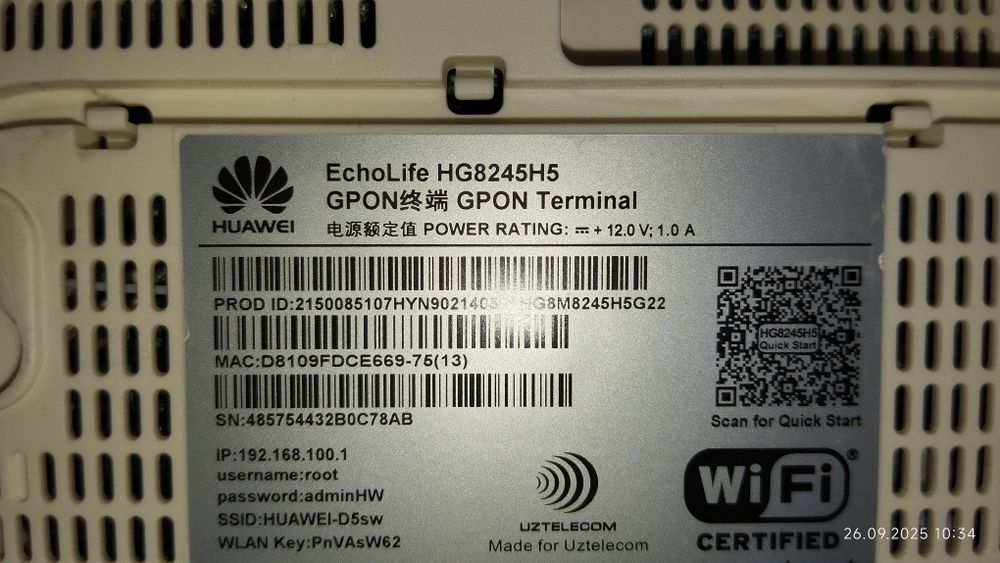 HUAWEI
EchoLife HG8245H5
GPON终端 GPON Terminal
电源额定值 POWER RATING: ⎓ + 12.0 V; 1.0 A
PROD ID:2150085107HYN9021405 HG8M8245H5G22
MAC:D8109FDCE669-75(13)
SN:485754432B0C78AB
HG8245H5
Quick Start
Scan for Quick Start
IP:192.168.100.1
username:root
password:adminHW
SSID:HUAWEI-D5sw
WLAN Key:PnVAsW62
UZTELECOM
Made for Uztelecom
WiFi®
CERTIFIED
26.09.2025 10:34